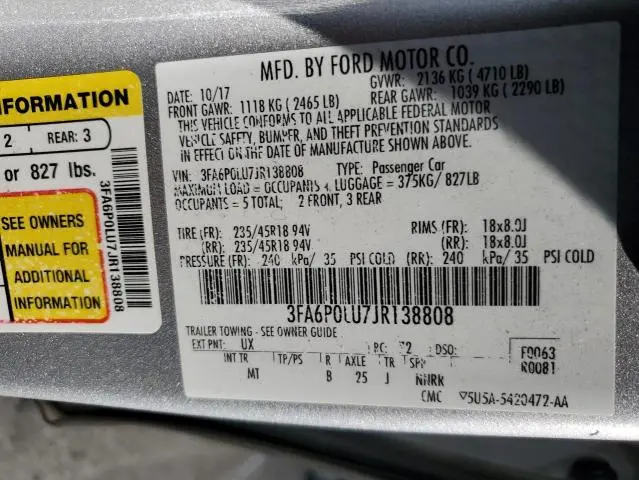 MFD. BY FORD MOTOR CO.
DATE: 10/17
GVWR: 2136 KG ( 4710 LB)
FRONT GAWR: 1118 KG ( 2465 LB)
REAR GAWR: 1039 KG ( 2290 LB)
THIS VEHICLE CONFORMS TO ALL APPLICABLE FEDERAL MOTOR
VEHICLE SAFETY, BUMPER, AND THEFT PREVENTION STANDARDS
IN EFFECT ON THE DATE OF MANUFACTURE SHOWN ABOVE.
VIN: 3FA6P0LU7JR138808 TYPE: Passenger Car
MAXIMUM LOAD = OCCUPANTS & LUGGAGE = 375KG/ 827LB
OCCUPANTS = 5 TOTAL; 2 FRONT, 3 REAR
TIRE (FR): 235/45R18 94V RIMS (FR): 18x8.0J
(RR): 235/45R18 94V (RR): 18x8.0J
PRESSURE (FR): 240 kPa/ 35 PSI COLD (RR): 240 kPa/ 35 PSI COLD
3FA6P0LU7JR138808
TRAILER TOWING - SEE OWNER GUIDE
EXT PNT: UX RC: 72 DSO:
F0063
R0081
INT TR TP/PS R AXLE TR SPR
MT B 25 J NHRK
CMC 5U5A-5420472-AA
INFORMATION
2 REAR: 3
or 827 lbs.
SEE OWNERS
MANUAL FOR
ADDITIONAL
INFORMATION
3FA6P0LU7JR138808